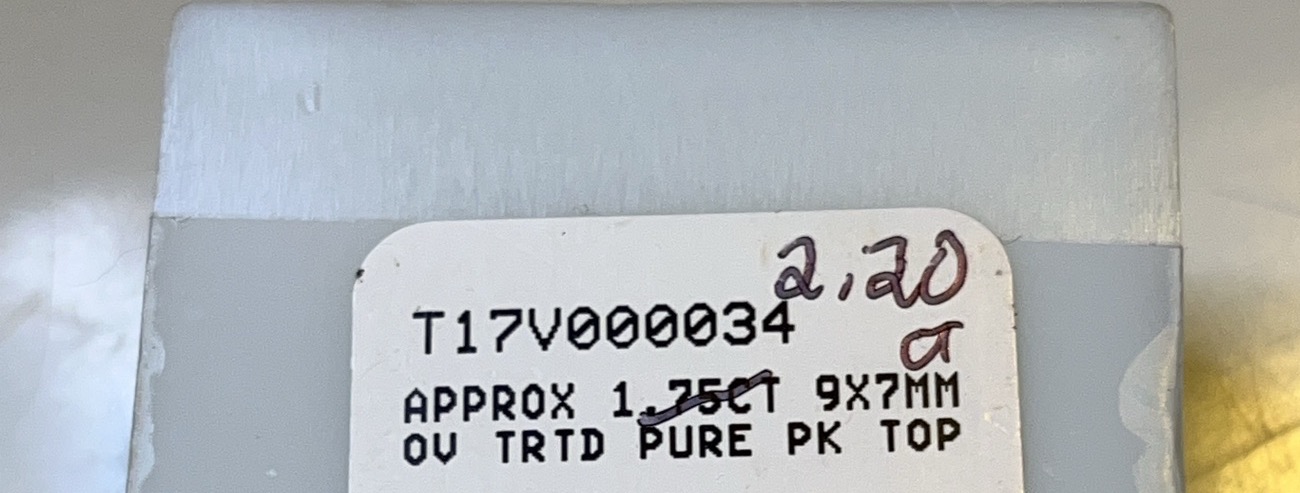 2.20
T17V000034
ct
APPROX 1.75CT 9X7MM
OV TRTD PURE PK TOP